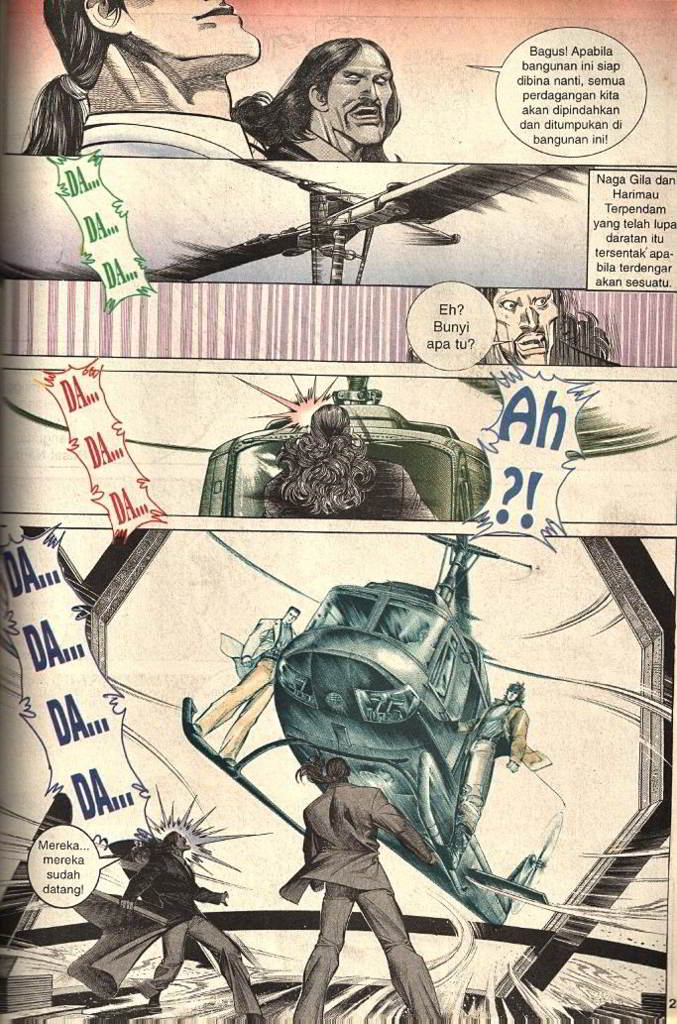 Bagus! Apabila
bangunan ini siap
dibina nanti, semua
perdagangan kita
akan dipindahkan
dan ditumpukan di
bangunan ini!
DA...
DA...
DA...
Naga Gila dan
Harimau
Terpendam
yang telah lupa
daratan itu
tersentak apa-
bila terdengar
akan sesuatu.
Eh?
Bunyi
apa tu?
DA...
DA...
DA...
Ah
?!
DA...
DA...
DA...
DA...
Mereka...
mereka
sudah
datang!
2